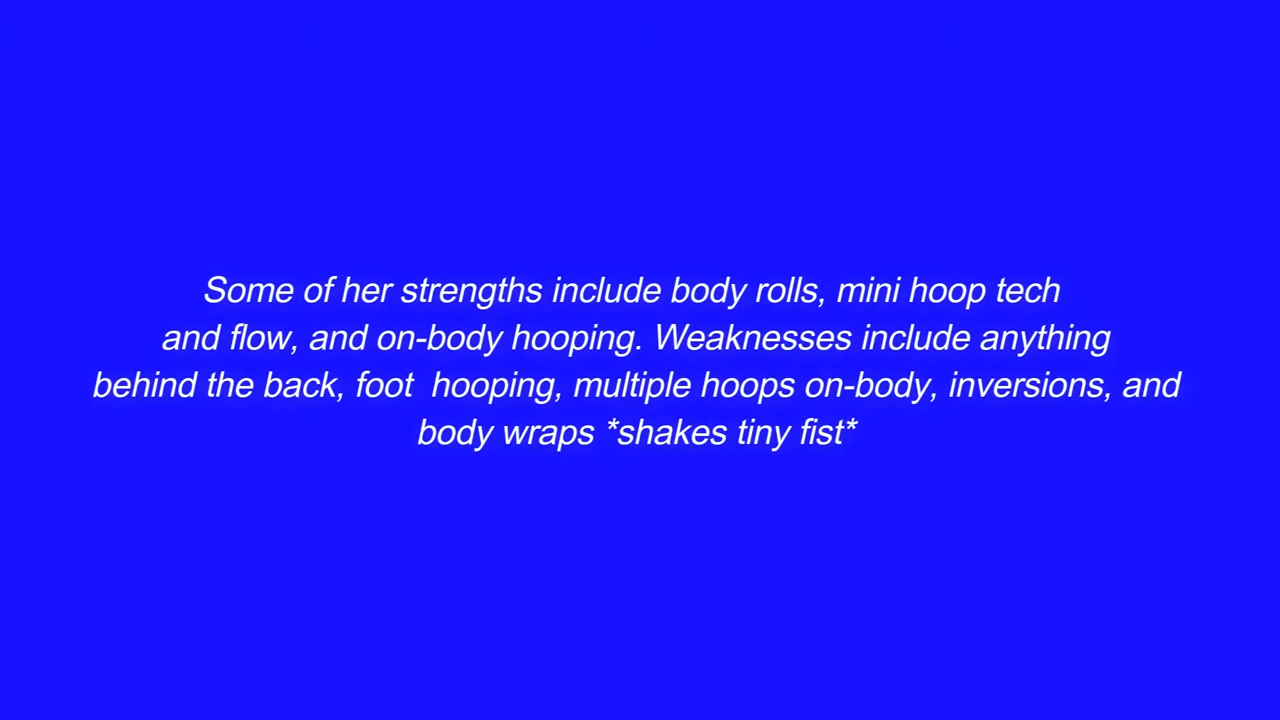 Some of her strengths include body rolls, mini hoop tech
and flow, and on-body hooping. Weaknesses include anything
behind the back, foot  hooping, multiple hoops on-body, inversions, and
body wraps *shakes tiny fist*